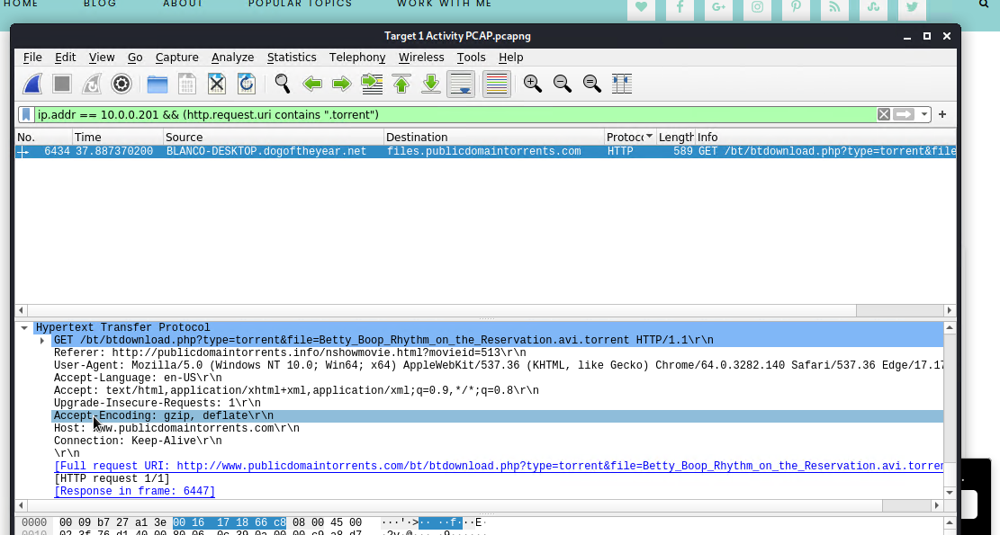 HOME BLOG ABOUT POPULAR TOPICS WORK WITH ME
Target 1 Activity PCAP.pcapng
File Edit View Go Capture Analyze Statistics Telephony Wireless Tools Help
ip.addr == 10.0.0.201 && (http.request.uri contains ".torrent")
No. Time Source Destination Protoc Length Info
6434 37.887370200 BLANCO-DESKTOP.dogoftheyear.net files.publicdomaintorrents.com HTTP 589 GET /bt/btdownload.php?type=torrent&file
Hypertext Transfer Protocol
GET /bt/btdownload.php?type=torrent&file=Betty_Boop_Rhythm_on_the_Reservation.avi.torrent HTTP/1.1\r\n
Referer: http://publicdomaintorrents.info/nshowmovie.html?movieid=513\r\n
User-Agent: Mozilla/5.0 (Windows NT 10.0; Win64; x64) AppleWebKit/537.36 (KHTML, like Gecko) Chrome/64.0.3282.140 Safari/537.36 Edge/17.17
Accept-Language: en-US\r\n
Accept: text/html,application/xhtml+xml,application/xml;q=0.9,*/*;q=0.8\r\n
Upgrade-Insecure-Requests: 1\r\n
Accept-Encoding: gzip, deflate\r\n
Host: www.publicdomaintorrents.com\r\n
Connection: Keep-Alive\r\n
\r\n
[Full request URI: http://www.publicdomaintorrents.com/bt/btdownload.php?type=torrent&file=Betty_Boop_Rhythm_on_the_Reservation.avi.torren
[HTTP request 1/1]
[Response in frame: 6447]
0000 00 09 b7 27 a1 3e 00 16 17 18 66 c8 08 00 45 00 ···'·>·· ··f···E·